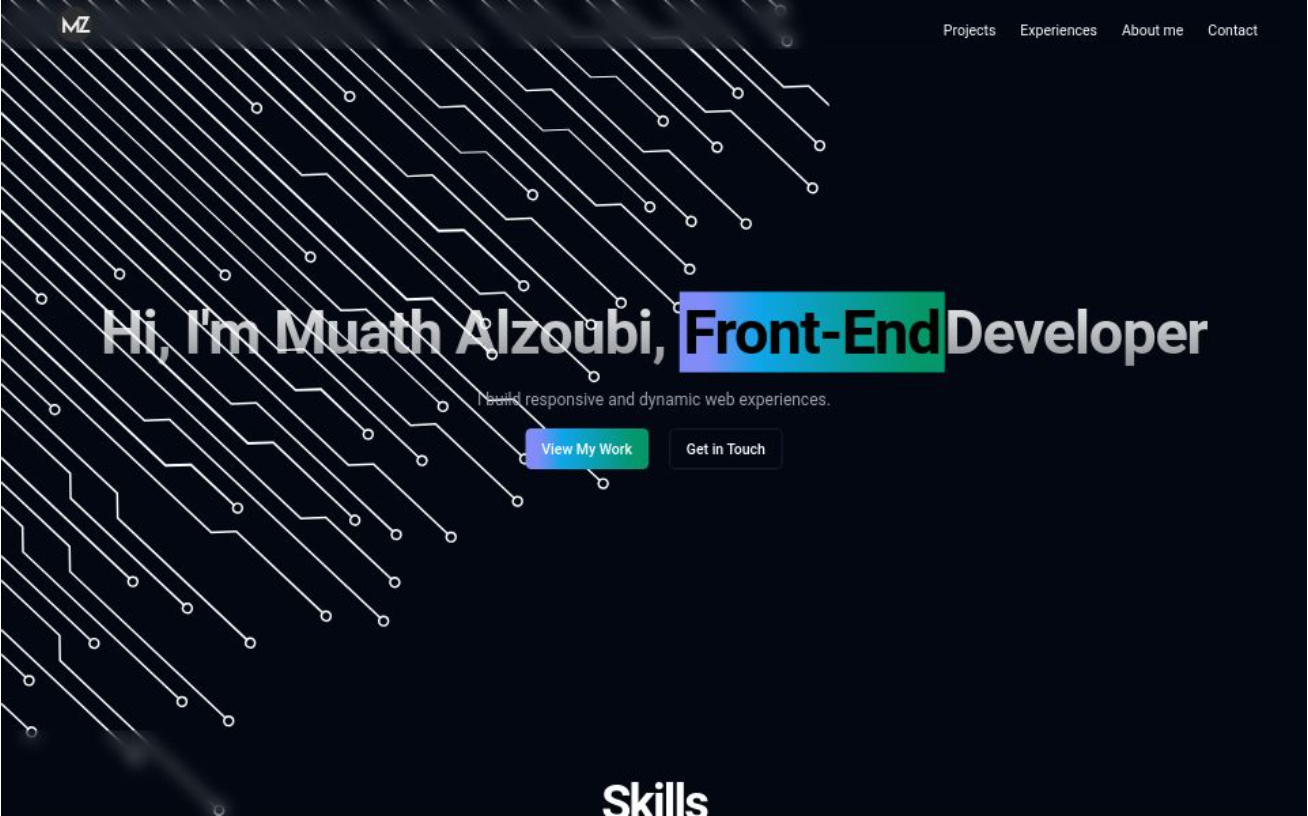 MZ
Projects Experiences About me Contact
Hi, I'm Muath Alzoubi, Front-End Developer
I build responsive and dynamic web experiences.
View My Work Get in Touch
Skills